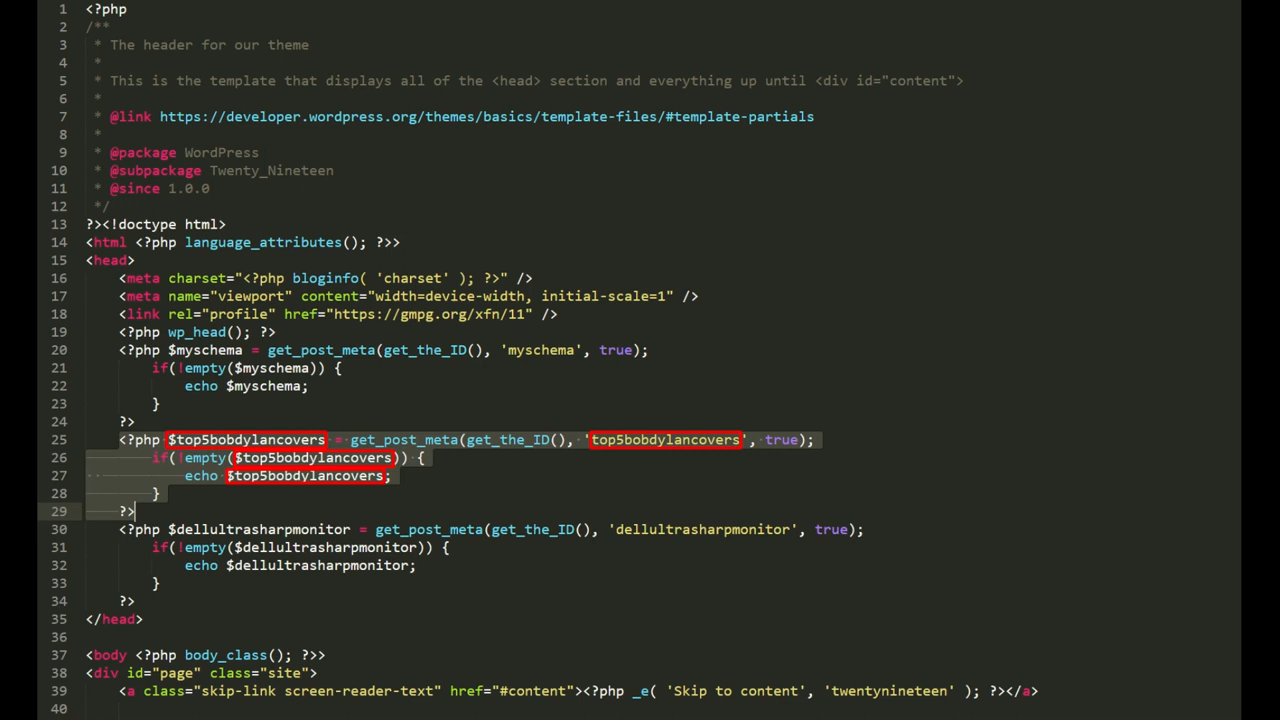 1 <?php
2 /**
3  * The header for our theme
4  *
5  * This is the template that displays all of the <head> section and everything up until <div id="content">
6  *
7  * @link https://developer.wordpress.org/themes/basics/template-files/#template-partials
8  *
9  * @package WordPress
10  * @subpackage Twenty_Nineteen
11  * @since 1.0.0
12  */
13 ?><!doctype html>
14 <html <?php language_attributes(); ?>>
15 <head>
16     <meta charset="<?php bloginfo( 'charset' ); ?>" />
17     <meta name="viewport" content="width=device-width, initial-scale=1" />
18     <link rel="profile" href="https://gmpg.org/xfn/11" />
19     <?php wp_head(); ?>
20     <?php $myschema = get_post_meta(get_the_ID(), 'myschema', true);
21         if(!empty($myschema)) {
22             echo $myschema;
23         }
24     ?>
25     <?php $top5bobdylancovers = get_post_meta(get_the_ID(), 'top5bobdylancovers', true);
26         if(!empty($top5bobdylancovers)) {
27             echo $top5bobdylancovers;
28         }
29     ?>
30     <?php $dellultrasharpmonitor = get_post_meta(get_the_ID(), 'dellultrasharpmonitor', true);
31         if(!empty($dellultrasharpmonitor)) {
32             echo $dellultrasharpmonitor;
33         }
34     ?>
35 </head>
36
37 <body <?php body_class(); ?>>
38 <div id="page" class="site">
39     <a class="skip-link screen-reader-text" href="#content"><?php _e( 'Skip to content', 'twentynineteen' ); ?></a>
40